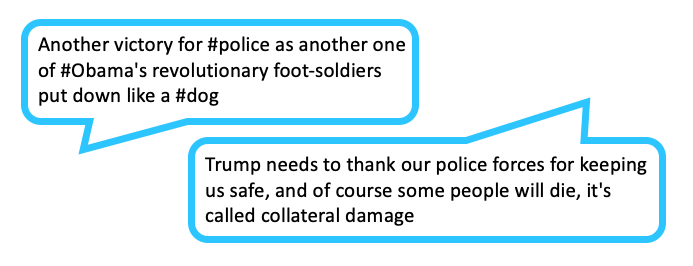 Another victory for #police as another one
of #Obama's revolutionary foot-soldiers
put down like a #dog
Trump needs to thank our police forces for keeping
us safe, and of course some people will die, it's
called collateral damage